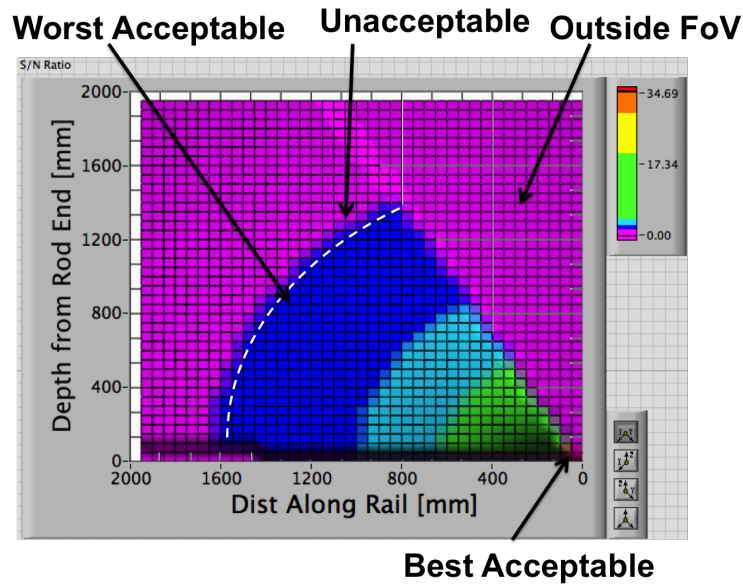 Worst Acceptable Unacceptable Outside FoV
S/N Ratio
2000
1600
1200
800
400
0
Depth from Rod End [mm]
2000 1600 1200 800 400 0
Dist Along Rail [mm]
34.69
17.34
0.00
Best Acceptable